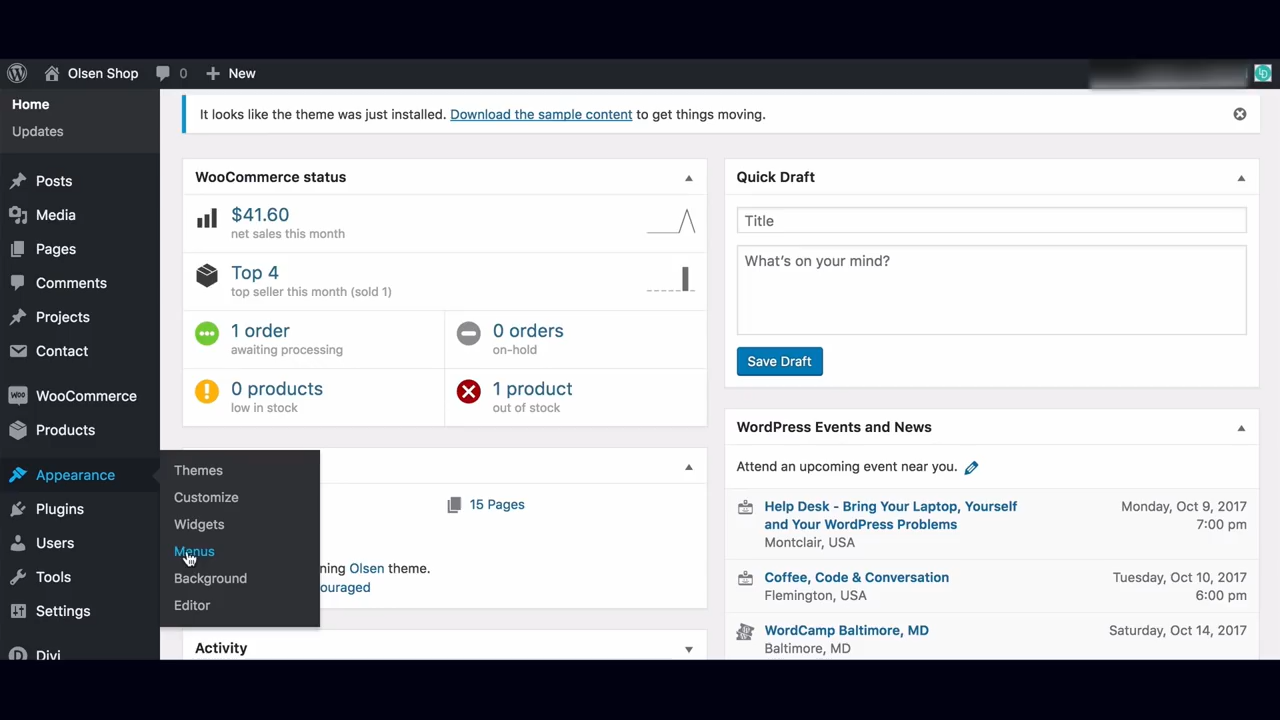 Olsen Shop 0 New
Home
Updates
Posts
Media
Pages
Comments
Projects
Contact
WOO WooCommerce
Products
Appearance
Plugins
Users
Tools
Settings
Divi
Themes
Customize
Widgets
Menus
Background
Editor
It looks like the theme was just installed. Download the sample content to get things moving.
WooCommerce status
$41.60
net sales this month
Top 4
top seller this month (sold 1)
1 order
awaiting processing
0 orders
on-hold
0 products
low in stock
1 product
out of stock
15 Pages
ning Olsen theme.
ouraged
Activity
Quick Draft
Title
What's on your mind?
Save Draft
WordPress Events and News
Attend an upcoming event near you.
Help Desk - Bring Your Laptop, Yourself
and Your WordPress Problems
Montclair, USA
Monday, Oct 9, 2017
7:00 pm
Coffee, Code & Conversation
Flemington, USA
Tuesday, Oct 10, 2017
6:00 pm
WordCamp Baltimore, MD
Baltimore, MD
Saturday, Oct 14, 2017